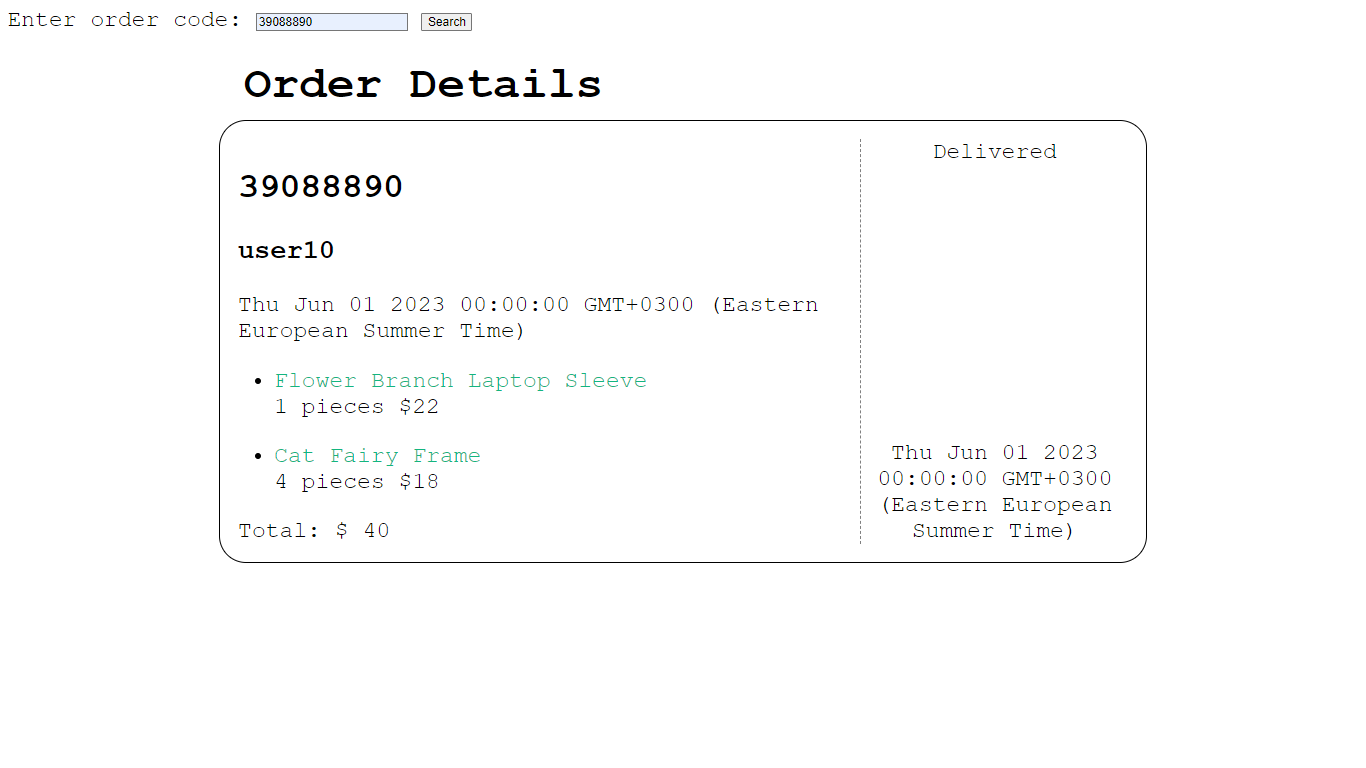 Enter order code: 39088890 Search
Order Details
39088890
user10
Thu Jun 01 2023 00:00:00 GMT+0300 (Eastern
European Summer Time)
• Flower Branch Laptop Sleeve
1 pieces $22
• Cat Fairy Frame
4 pieces $18
Total: $ 40
Delivered
Thu Jun 01 2023
00:00:00 GMT+0300
(Eastern European
Summer Time)